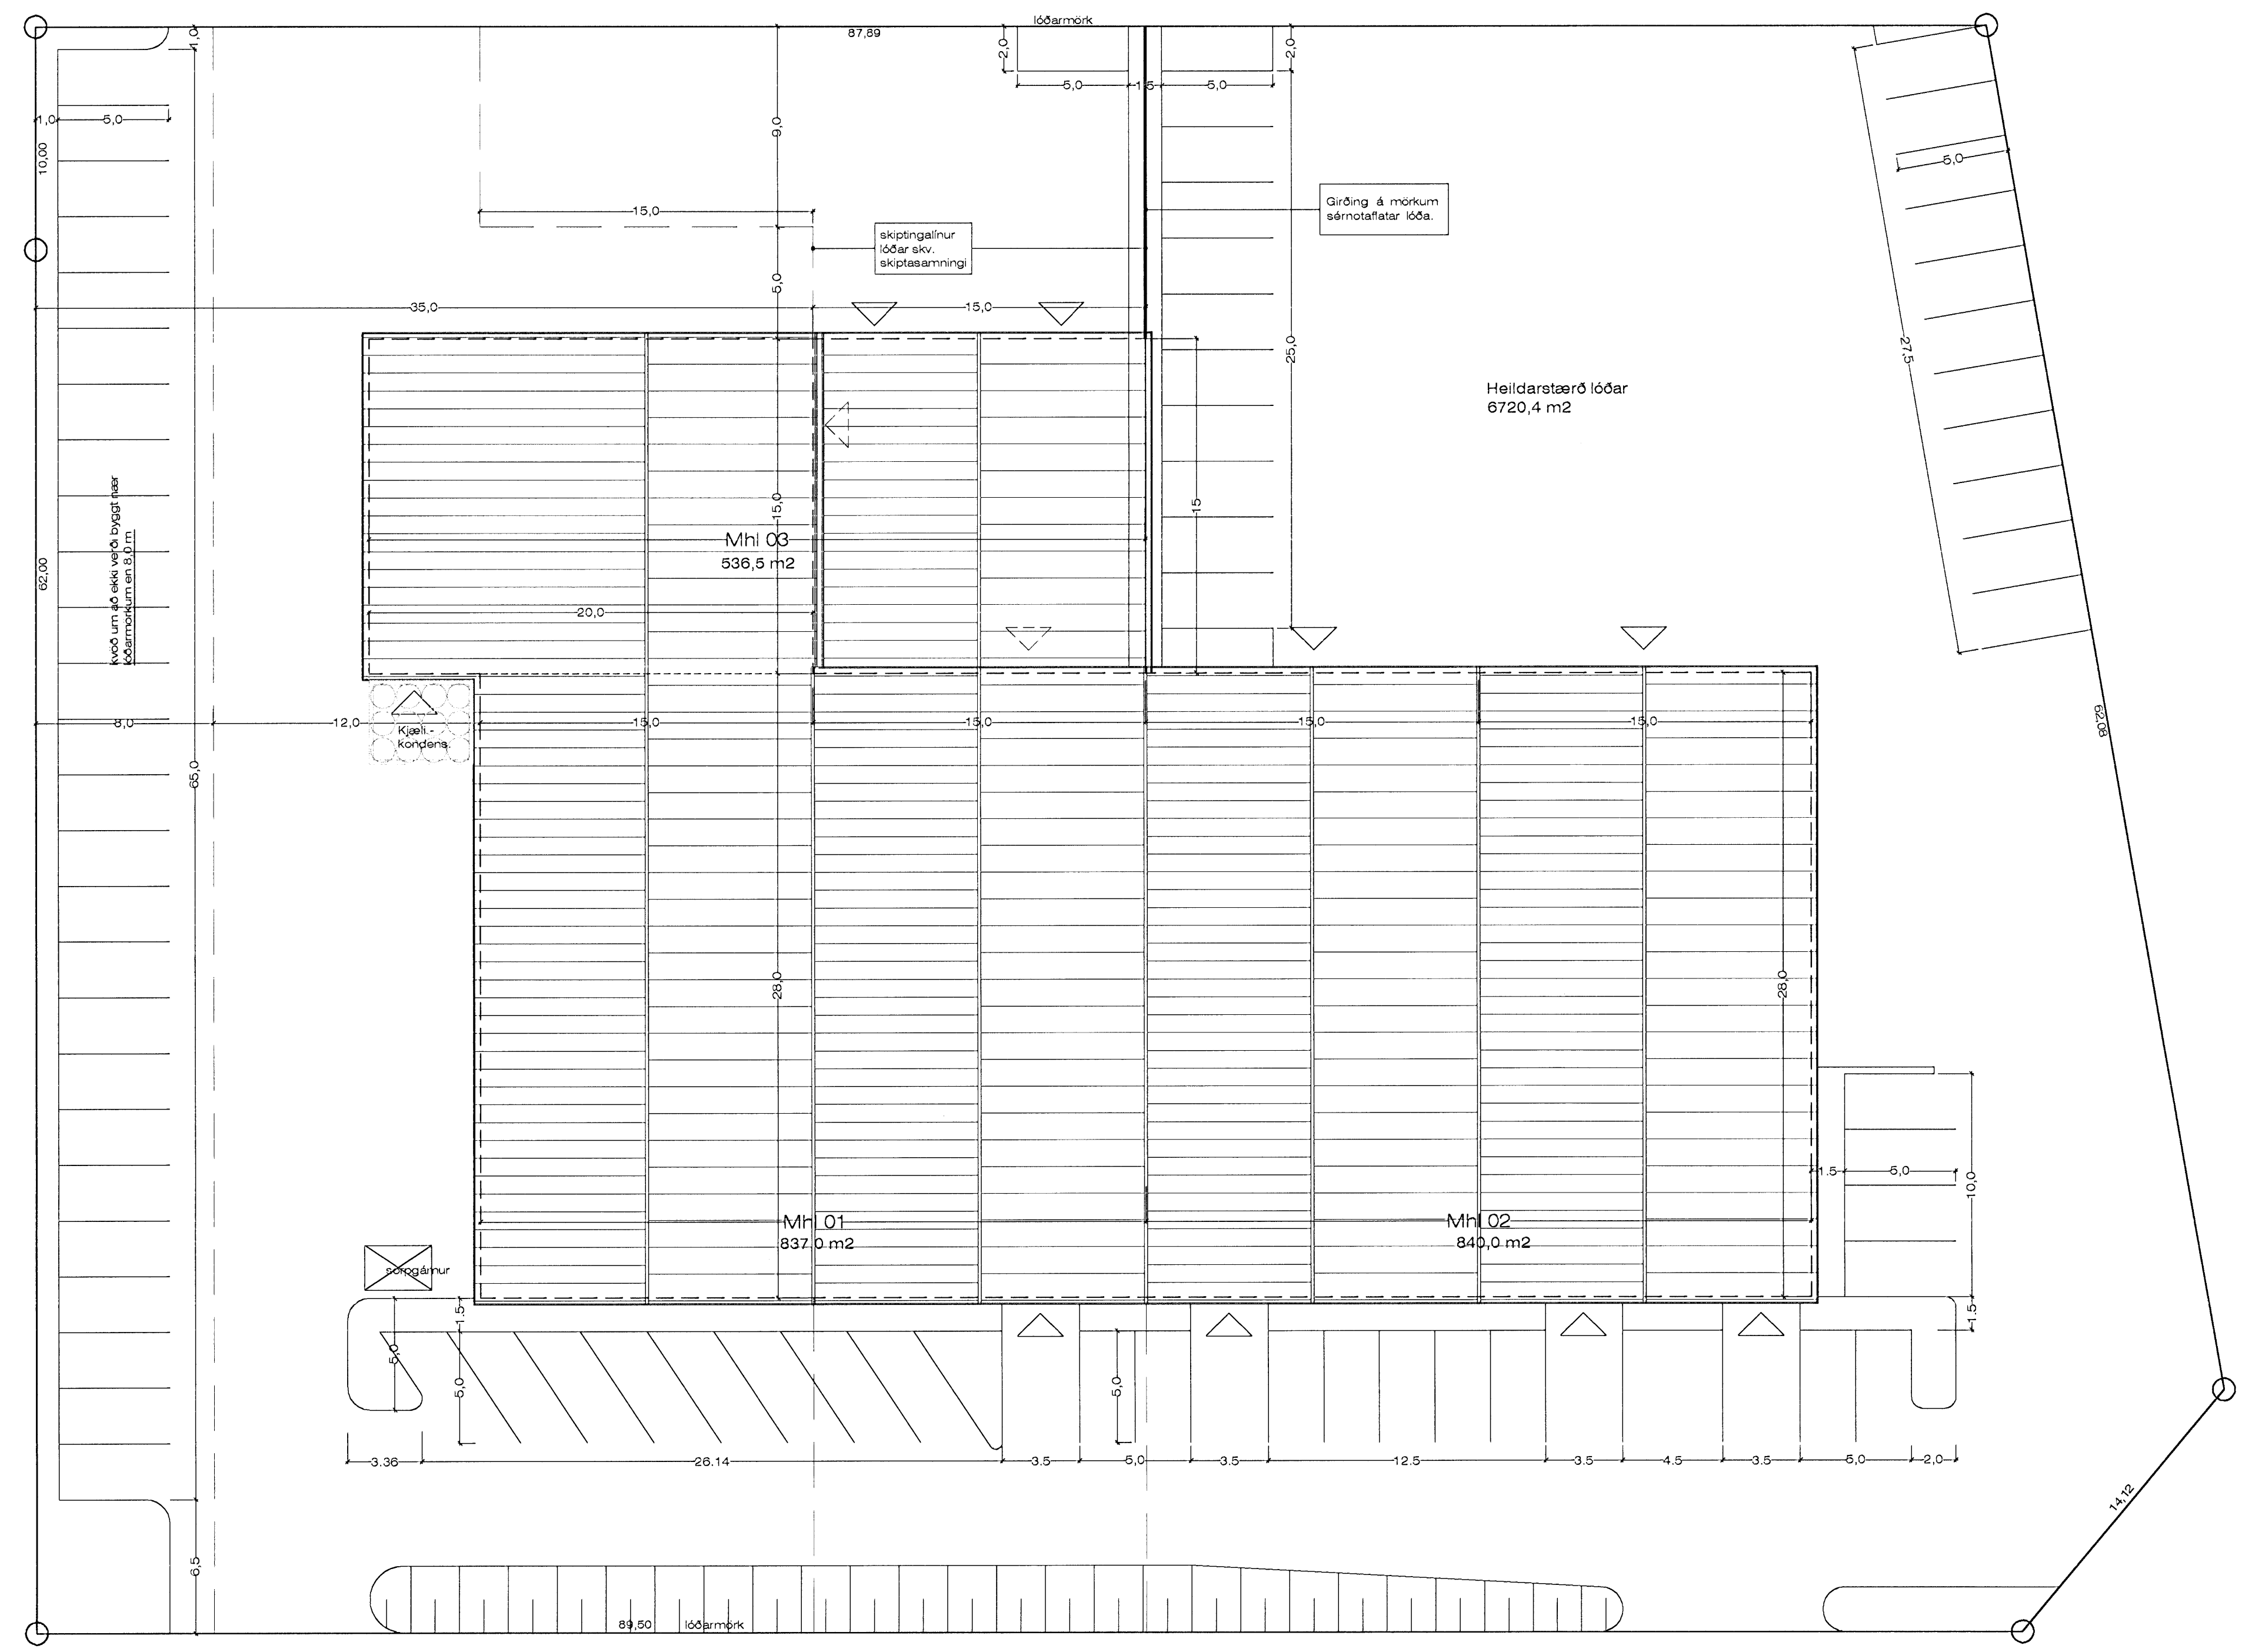 lóðarmörk
87,89
1,0
2,0
2,0
5,0
1.5
5,0
1,0
5,0
9,0
10,00
5,0
15,0
Girðing á mörkum
sérnotaflatar lóða.
skiptingalínur
lóðar skv.
skiptasamningi
5,0
35,0
15,0
25,0
27,5
Heildarstærð lóðar
6720,4 m2
15,0
15
Mhl 03
536,5 m2
kvöð um að ekki verði byggt nær
lóðarmörkum en 8,0 m
62,00
20,0
8,0
12,0
15,0
15,0
15,0
15,0
62,08
Kjæli.-
kondens.
65,0
28,0
28,0
1.5
5,0
10,0
Mhl 01
837,0 m2
Mhl 02
840,0 m2
sorpgámur
1.5
1.5
5,0
5,0
5,0
3.36
26.14
3.5
5,0
3.5
12.5
3.5
4.5
3.5
5,0
2,0
14,12
6,5
89,50
lóðarmörk